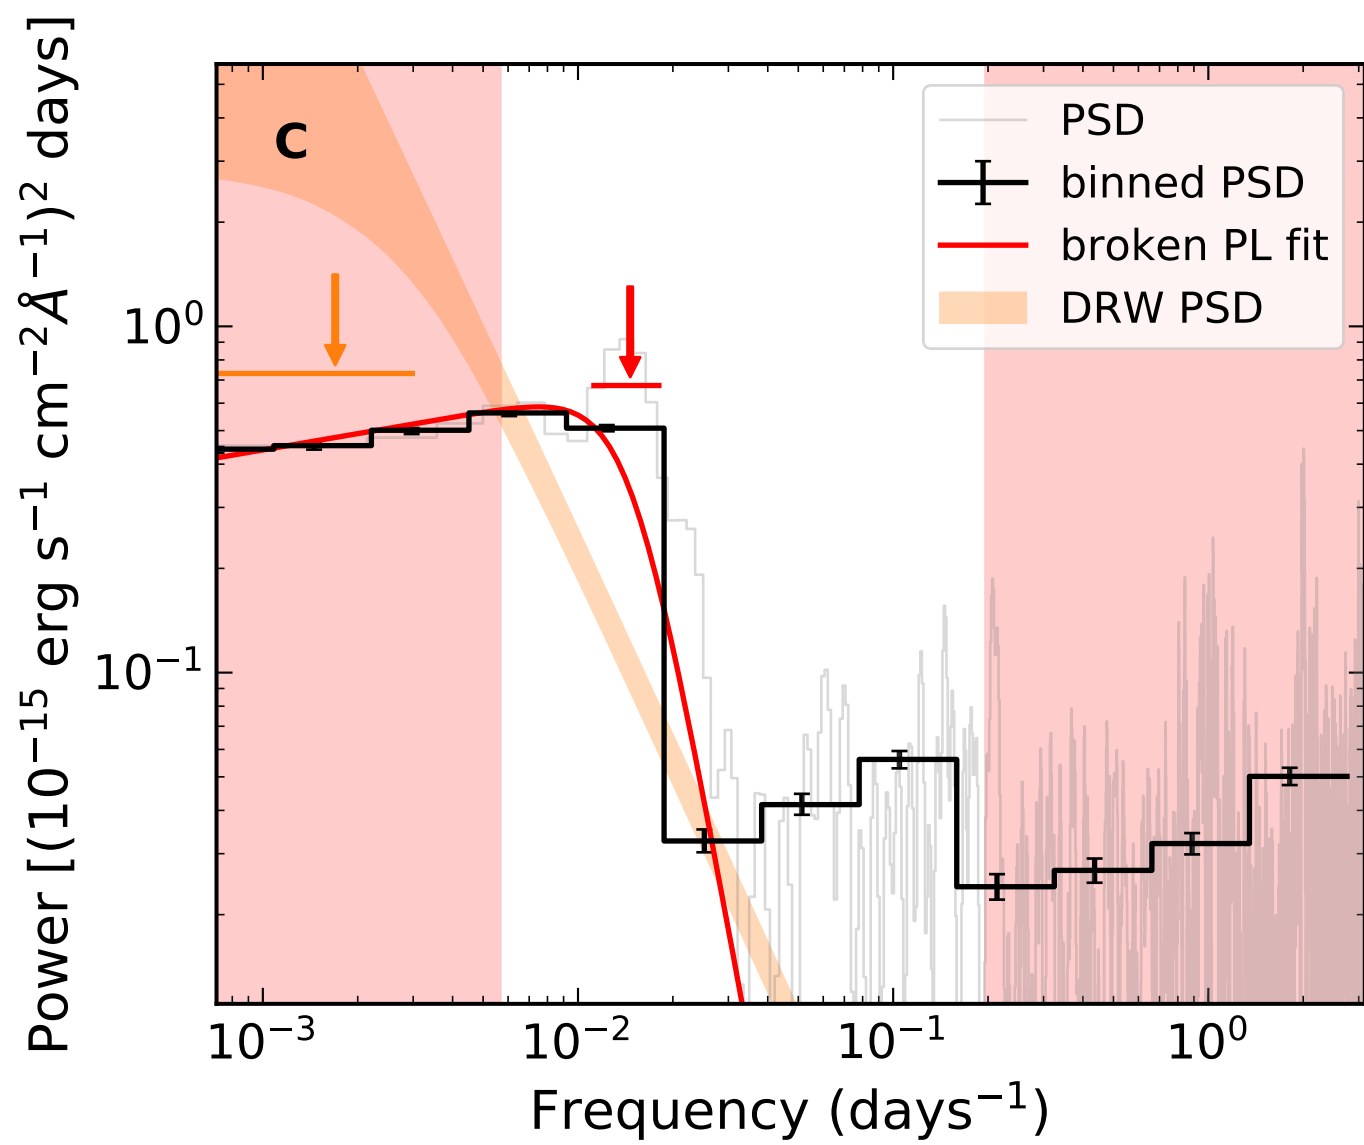 Power [(10⁻¹⁵ erg s⁻¹ cm⁻²Å⁻¹)² days]
C
PSD
binned PSD
broken PL fit
DRW PSD
10⁰
10⁻¹
10⁻³ 10⁻² 10⁻¹ 10⁰
Frequency (days⁻¹)